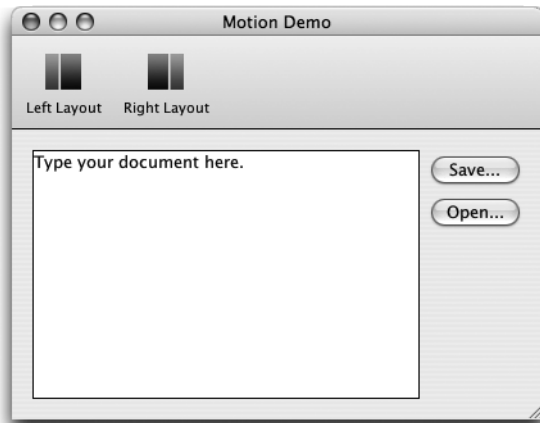 Motion Demo
Left Layout Right Layout
Type your document here.
Save...
Open...